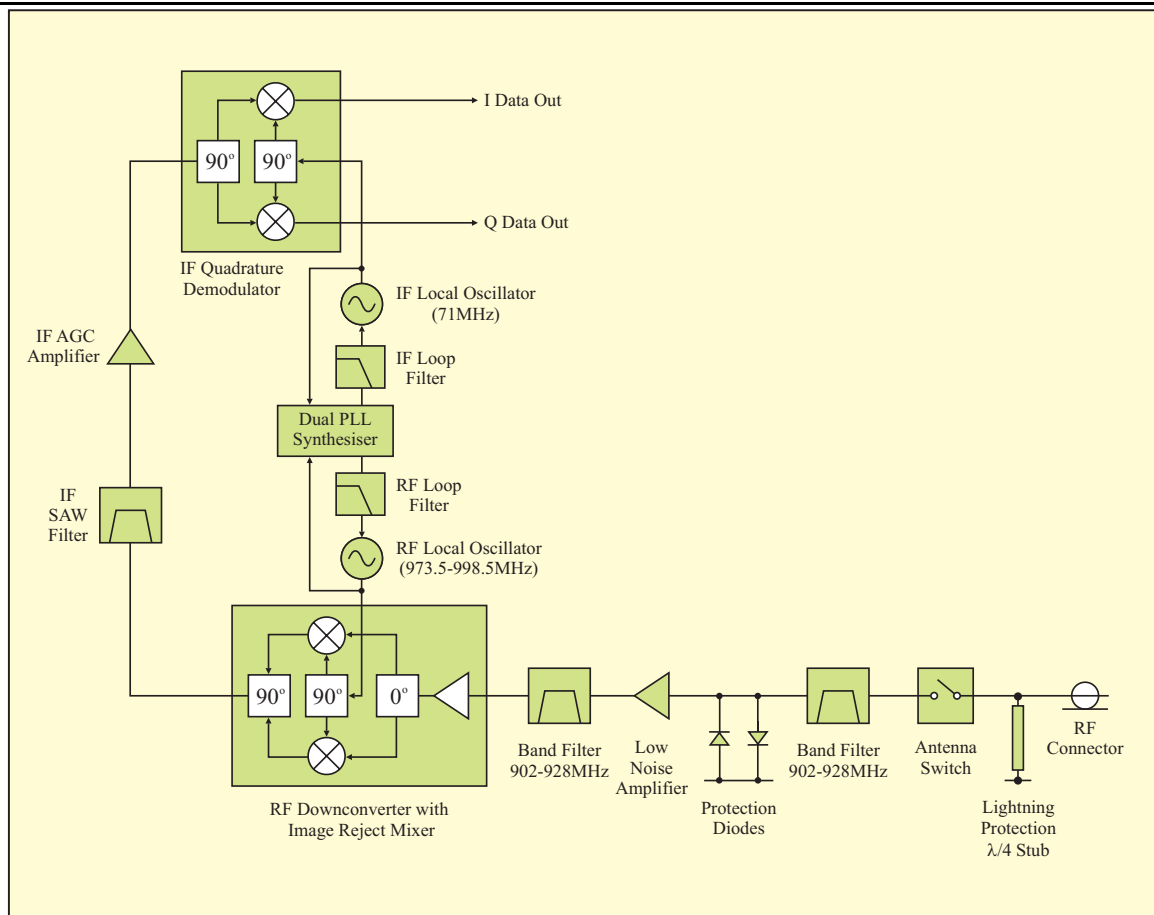 I Data Out
90°
90°
Q Data Out
IF Quadrature
Demodulator
IF Local Oscillator
(71MHz)
IF AGC
Amplifier
IF Loop
Filter
Dual PLL
Synthesiser
IF
SAW
Filter
RF Loop
Filter
RF Local Oscillator
(973.5-998.5MHz)
90°
90°
0°
RF Downconverter with
Image Reject Mixer
Band Filter
902-928MHz
Low
Noise
Amplifier
Protection
Diodes
Band Filter
902-928MHz
Antenna
Switch
Lightning
Protection
λ/4 Stub
RF
Connector